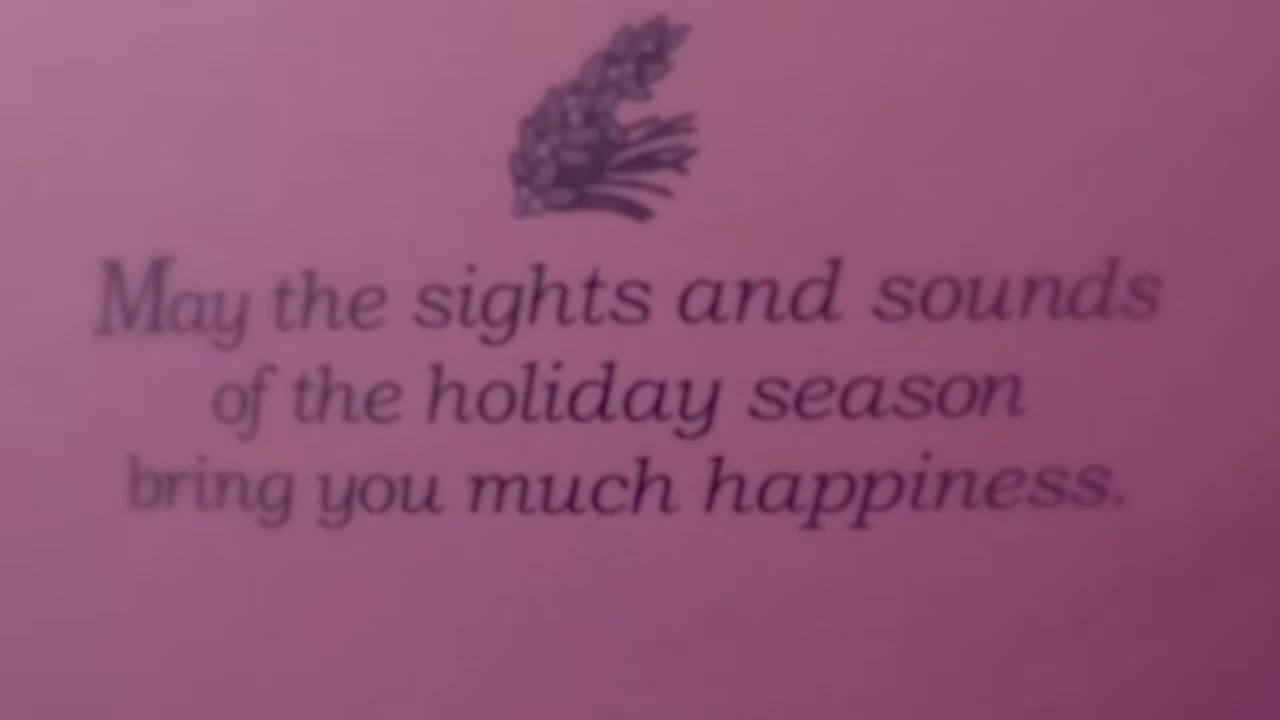 May the sights and sounds
of the holiday season
bring you much happiness.